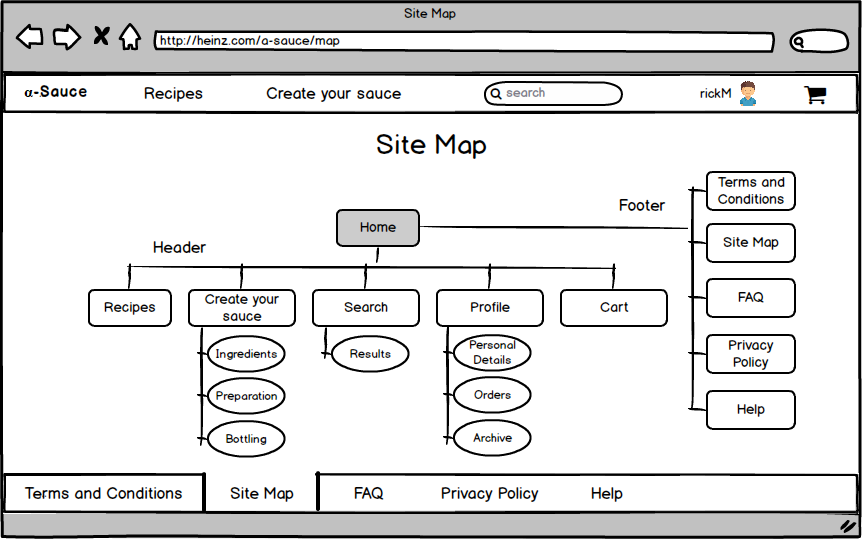 Site Map
http://heinz.com/a-sauce/map
α-Sauce Recipes Create your sauce search rickM
Site Map
Terms and
Conditions
Footer
Home
Site Map
Header
Recipes
Create your
sauce
Search
Profile
Cart
FAQ
Ingredients
Results
Personal
Details
Privacy
Policy
Preparation
Orders
Help
Bottling
Archive
Terms and Conditions Site Map FAQ Privacy Policy Help